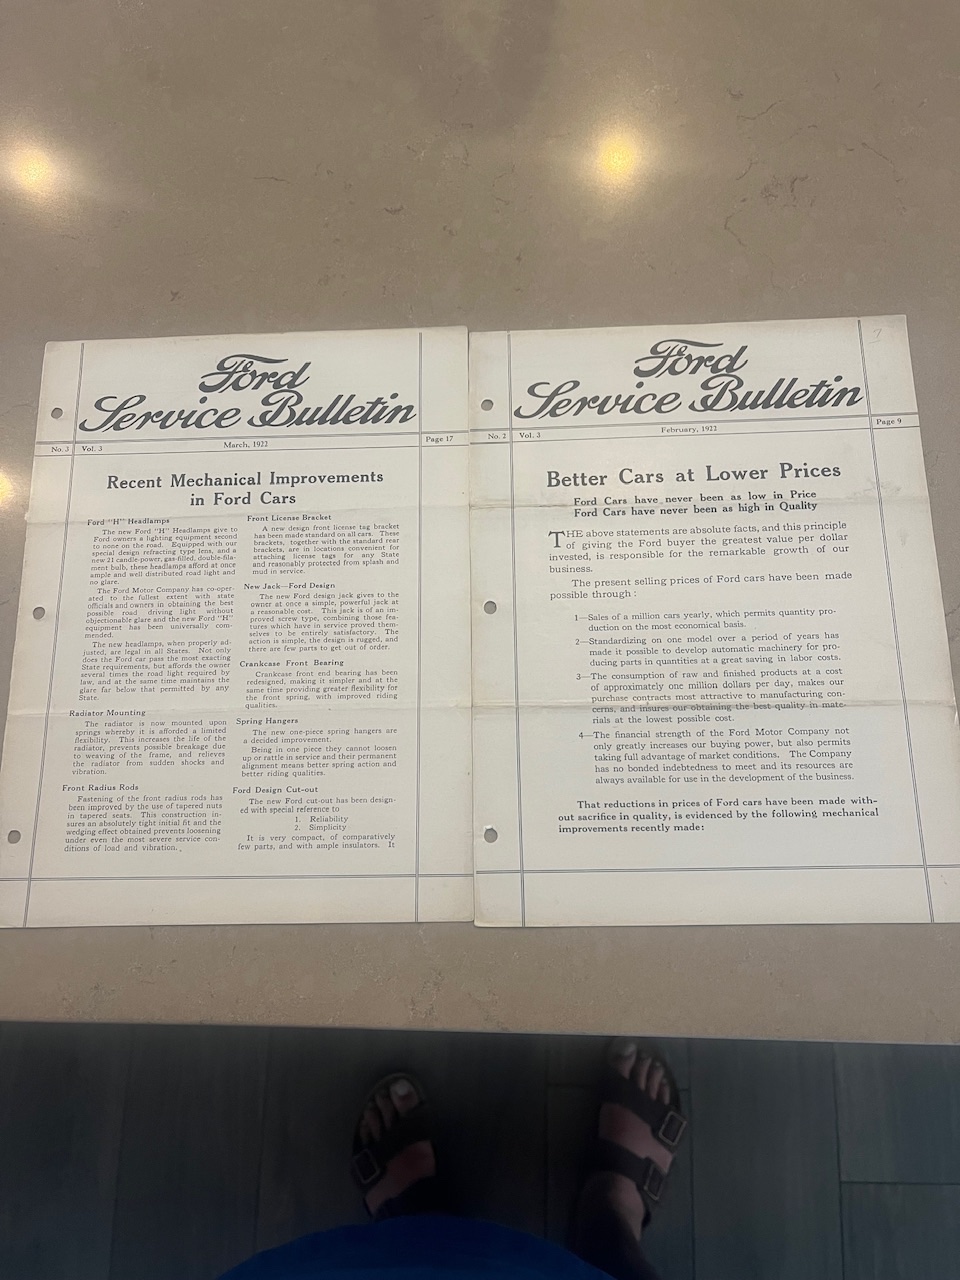 Ford
Service Bulletin
No. 3
Vol. 3
March, 1922
Page 17
Recent Mechanical Improvements
in Ford Cars
Ford "H" Headlamps
The new Ford "H" Headlamps give to
Ford owners a lighting equipment second
to none on the road. Equipped with our
special design refracting type lens, and a
new 21 candle-power, gas-filled, double-fila-
ment bulb, these headlamps afford at once
ample and well distributed road light and
no glare.
The Ford Motor Company has co-oper-
ated to the fullest extent with state
officials and owners in obtaining the best
possible road driving light without
objectionable glare and the new Ford "H"
equipment has been universally com-
mended.
The new headlamps, when properly ad-
justed, are legal in all States. Not only
does the Ford car pass the most exacting
State requirements, but affords the owner
several times the road light required by
law, and at the same time maintains the
glare far below that permitted by any
State.
Radiator Mounting
The radiator is now mounted upon
springs whereby it is afforded a limited
flexibility. This increases the life of the
radiator, prevents possible breakage due
to weaving of the frame, and relieves
the radiator from sudden shocks and
vibration.
Front Radius Rods
Fastening of the front radius rods has
been improved by the use of tapered nuts
in tapered seats. This construction in-
sures an absolutely tight initial fit and the
wedging effect obtained prevents loosening
under even the most severe service con-
ditions of load and vibration.
Front License Bracket
A new design front license tag bracket
has been made standard on all cars. These
brackets, together with the standard rear
brackets, are in locations convenient for
attaching license tags for any State
and reasonably protected from splash and
mud in service.
New Jack—Ford Design
The new Ford design jack gives to the
owner at once a simple, powerful jack at
a reasonable cost. This jack is of an im-
proved screw type, combining those fea-
tures which have in service proved them-
selves to be entirely satisfactory. The
action is simple, the design is rugged, and
there are few parts to get out of order.
Crankcase Front Bearing
Crankcase front end bearing has been
redesigned, making it simpler and at the
same time providing greater flexibility for
the front spring, with improved riding
qualities.
Spring Hangers
The new one-piece spring hangers are
a decided improvement.
Being in one piece they cannot loosen
up or rattle in service and their permanent
alignment means better spring action and
better riding qualities.
Ford Design Cut-out
The new Ford cut-out has been design-
ed with special reference to
1. Reliability
2. Simplicity
It is very compact, of comparatively
few parts, and with ample insulators. It
Ford
Service Bulletin
No. 2
Vol. 3
February, 1922
Page 9
Better Cars at Lower Prices
Ford Cars have never been as low in Price
Ford Cars have never been as high in Quality
THE above statements are absolute facts, and this principle
of giving the Ford buyer the greatest value per dollar
invested, is responsible for the remarkable growth of our
business.
The present selling prices of Ford cars have been made
possible through:
1—Sales of a million cars yearly, which permits quantity pro-
duction on the most economical basis.
2—Standardizing on one model over a period of years has
made it possible to develop automatic machinery for pro-
ducing parts in quantities at a great saving in labor costs.
3—The consumption of raw and finished products at a cost
of approximately one million dollars per day, makes our
purchase contracts most attractive to manufacturing con-
cerns, and insures our obtaining the best quality in mate-
rials at the lowest possible cost.
4—The financial strength of the Ford Motor Company not
only greatly increases our buying power, but also permits
taking full advantage of market conditions. The Company
has no bonded indebtedness to meet and its resources are
always available for use in the development of the business.
That reductions in prices of Ford cars have been made with-
out sacrifice in quality, is evidenced by the following mechanical
improvements recently made: